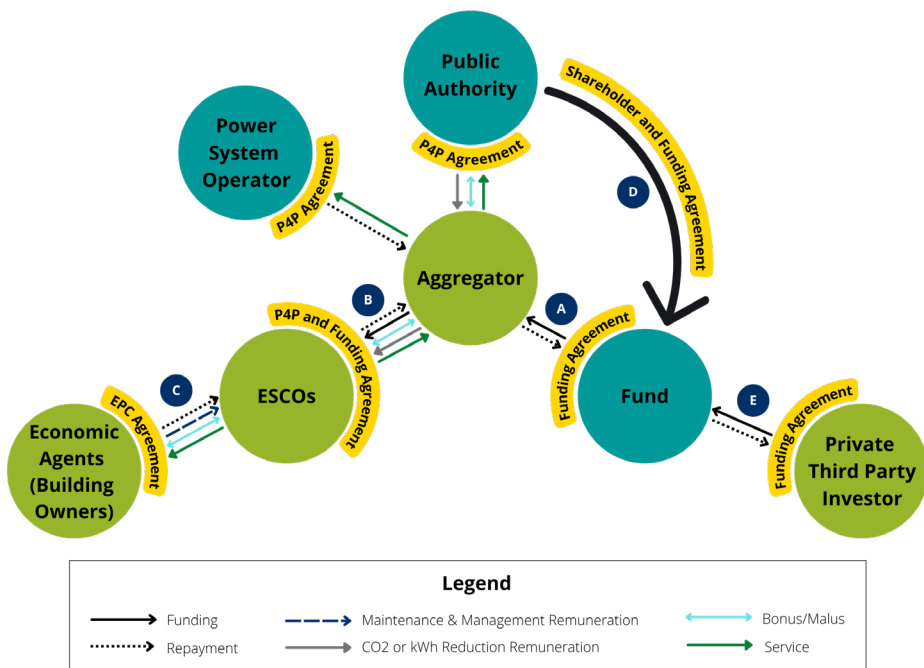 Public
Authority
Shareholder and Funding Agreement
Power
System
Operator
P4P Agreement
P4P Agreement
D
Aggregator
B
A
P4P and Funding Agreement
Funding Agreement
C
ESCOs
Fund
E
EPC Agreement
Funding Agreement
Economic
Agents
(Building
Owners)
Private
Third Party
Investor
Legend
Funding
Maintenance & Management Remuneration
Bonus/Malus
Repayment
CO2 or kWh Reduction Remuneration
Service